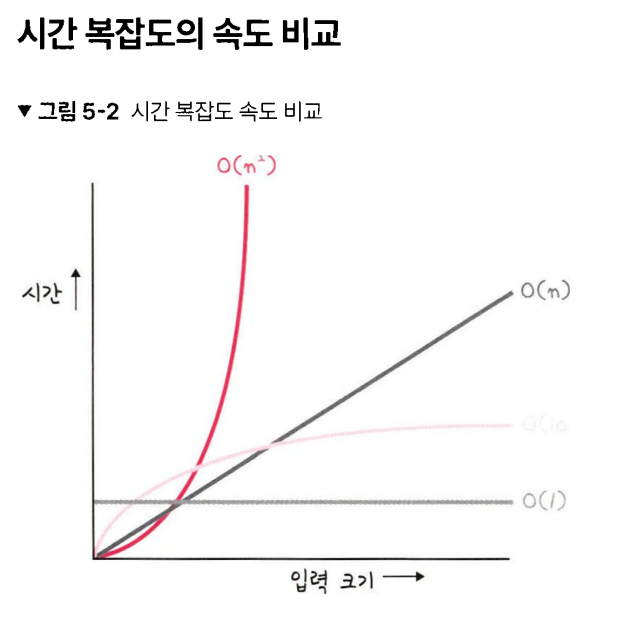 시간 복잡도의 속도 비교
▼ 그림 5-2 시간 복잡도 속도 비교
O(n²)
시간
O(n)
O(1)
입력 크기